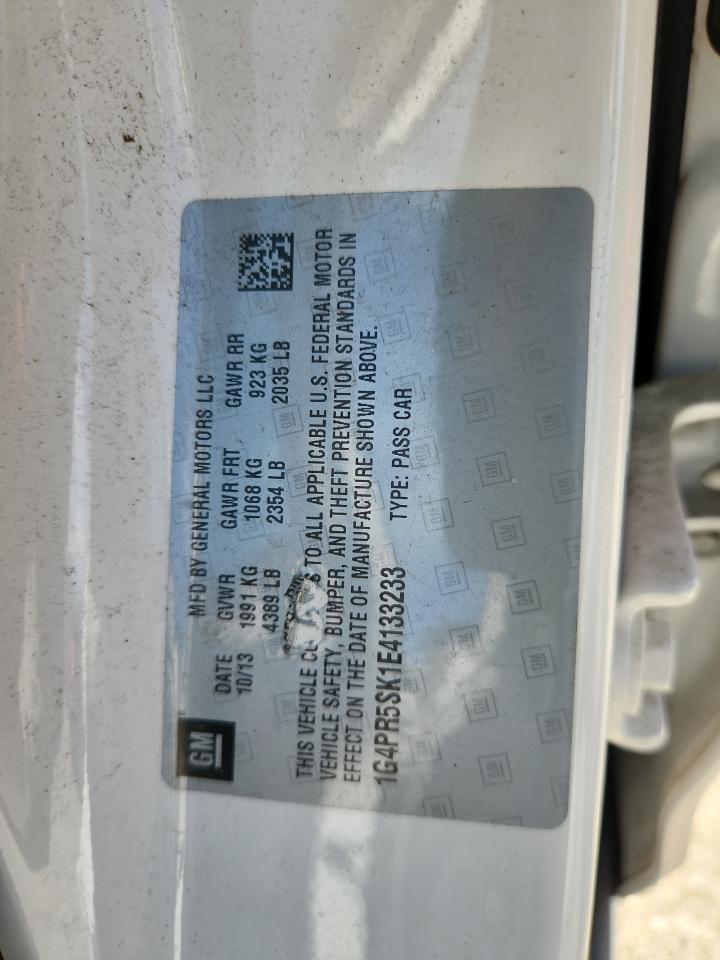 GM
MFD BY GENERAL MOTORS LLC
DATE GVWR GAWR FRT GAWR RR
10/13 1991 KG 1068 KG 923 KG
4389 LB 2354 LB 2035 LB
THIS VEHICLE TO ALL APPLICABLE U.S. FEDERAL MOTOR
VEHICLE SAFETY, BUMPER, AND THEFT PREVENTION STANDARDS IN
EFFECT ON THE DATE OF MANUFACTURE SHOWN ABOVE.
1G4PR5SK1E4133233 TYPE: PASS CAR